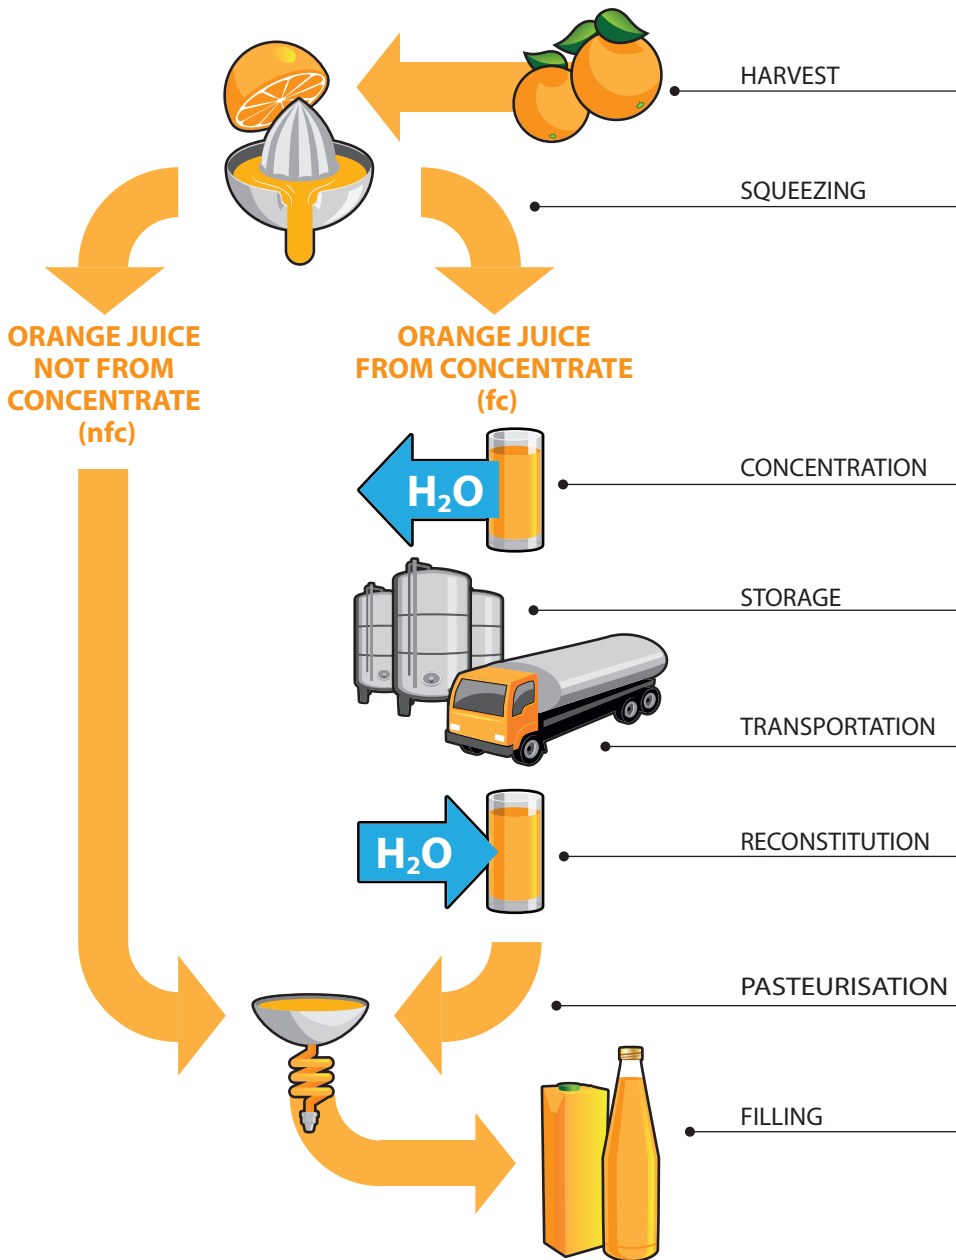 HARVEST
SQUEEZING
ORANGE JUICE
NOT FROM
CONCENTRATE
(nfc)
ORANGE JUICE
FROM CONCENTRATE
(fc)
H₂O
CONCENTRATION
STORAGE
TRANSPORTATION
H₂O
RECONSTITUTION
PASTEURISATION
FILLING